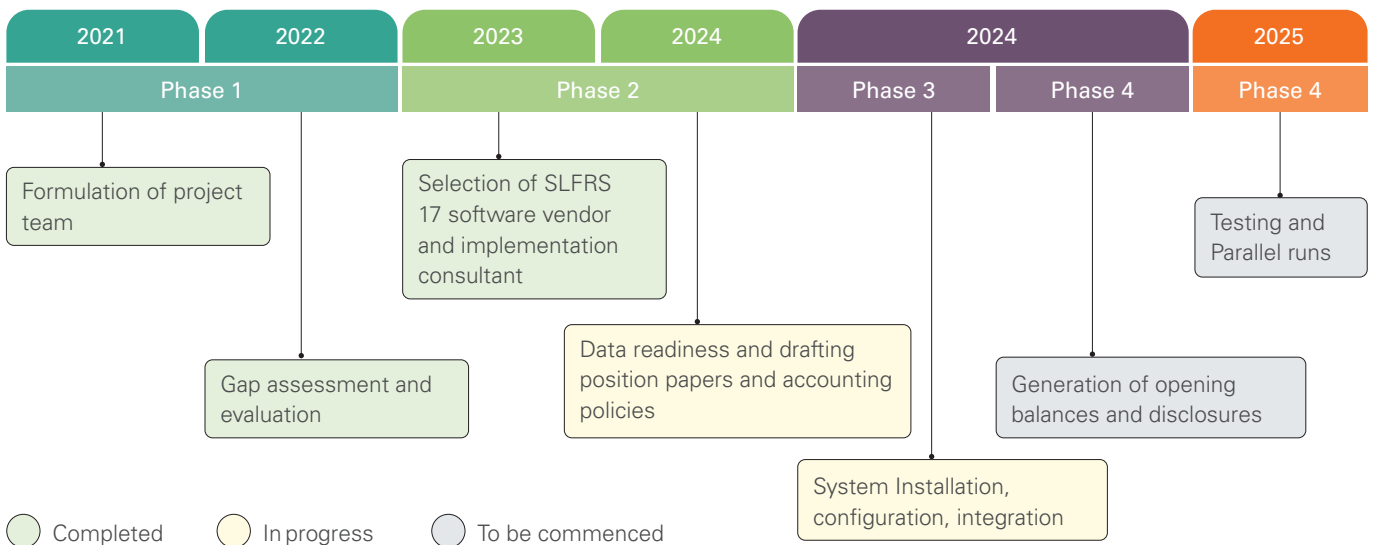 2021
2022
2023
2024
2024
2025
Phase 1
Phase 2
Phase 3
Phase 4
Phase 4
Formulation of project
team
Gap assessment and
evaluation
Selection of SLFRS
17 software vendor
and implementation
consultant
Data readiness and drafting
position papers and accounting
policies
System Installation,
configuration, integration
Generation of opening
balances and disclosures
Testing and
Parallel runs
Completed
In progress
To be commenced